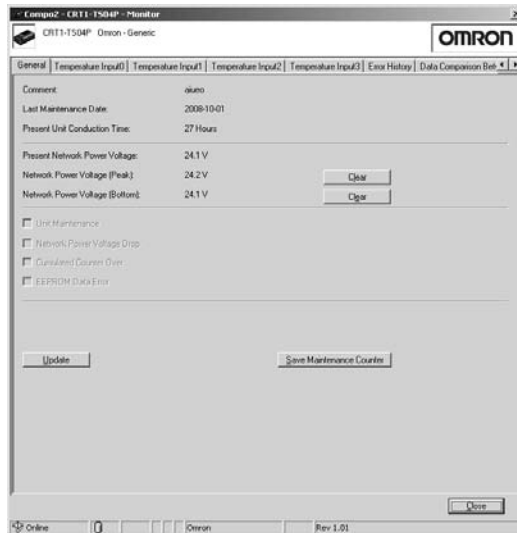 Compo2 - CRT1-TS04P - Monitor
CRT1-TS04P Omron - Generic
OMRON
General Temperature Input0 Temperature Input1 Temperature Input2 Temperature Input3 Error History Data Comparison Bet
Comment: aiueo
Last Maintenance Date: 2008-10-01
Present Unit Conduction Time: 27 Hours
Present Network Power Voltage: 24.1 V
Network Power Voltage (Peak): 24.2 V Clear
Network Power Voltage (Bottom): 24.1 V Clear
Unit Maintenance
Network Power Voltage Drop
Cumulated Counter Over
EEPROM Data Error
Update Save Maintenance Counter
Close
Online Omron Rev 1.01